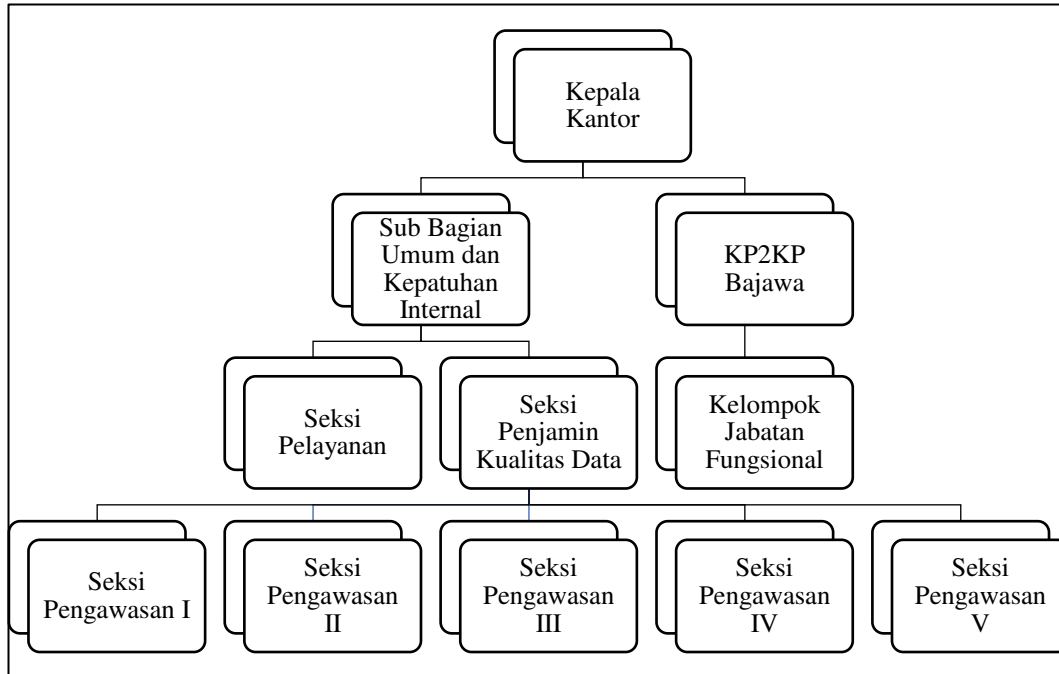 Kepala
Kantor
Sub Bagian
Umum dan
Kepatuhan
Internal
KP2KP
Bajawa
Seksi
Pelayanan
Seksi
Penjamin
Kualitas Data
Kelompok
Jabatan
Fungsional
Seksi
Pengawasan I
Seksi
Pengawasan
II
Seksi
Pengawasan
III
Seksi
Pengawasan
IV
Seksi
Pengawasan
V